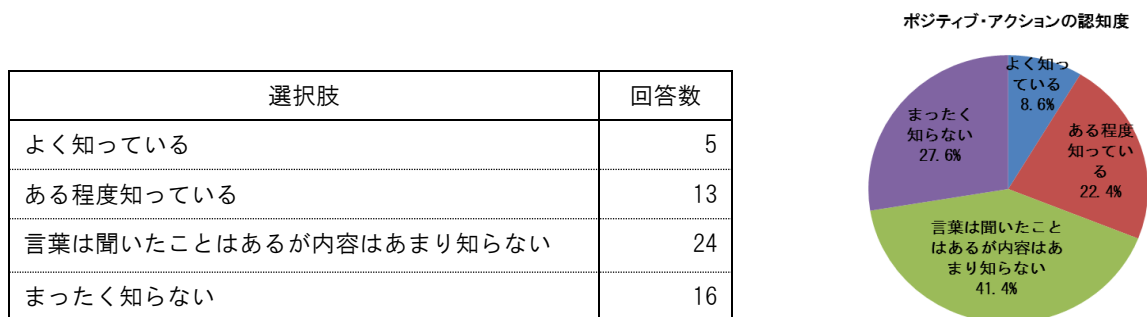 ポジティブ・アクションの認知度
選択肢 回答数
よく知っている 5
ある程度知っている 13
言葉は聞いたことはあるが内容はあまり知らない 24
まったく知らない 16
よく知っ
ている
8.6%
ある程度
知ってい
る
22.4%
言葉は聞いたこと
はあるが内容はあ
まり知らない
41.4%
まったく
知らない
27.6%